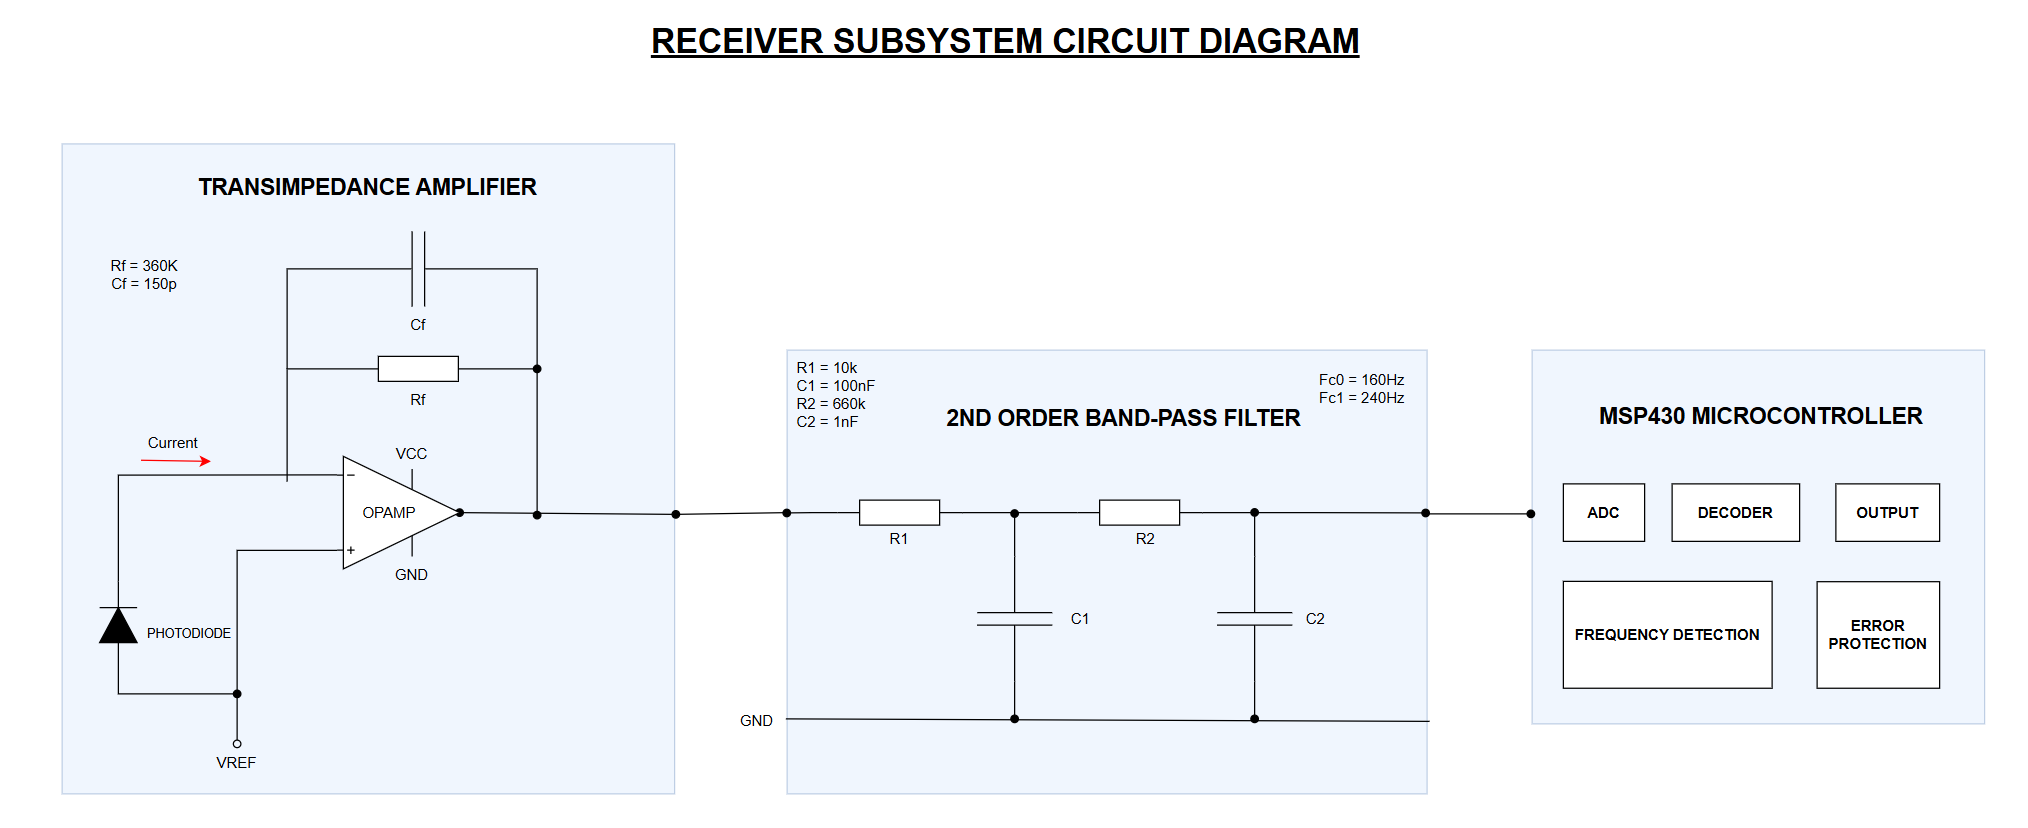 RECEIVER SUBSYSTEM CIRCUIT DIAGRAM
TRANSIMPEDANCE AMPLIFIER
Rf = 360K
Cf = 150p
Cf
Rf
Current
VCC
−
OPAMP
+
GND
PHOTODIODE
VREF
R1 = 10k
C1 = 100nF
R2 = 660k
C2 = 1nF
Fc0 = 160Hz
Fc1 = 240Hz
2ND ORDER BAND-PASS FILTER
R1
R2
C1
C2
GND
MSP430 MICROCONTROLLER
ADC
DECODER
OUTPUT
FREQUENCY DETECTION
ERROR
PROTECTION